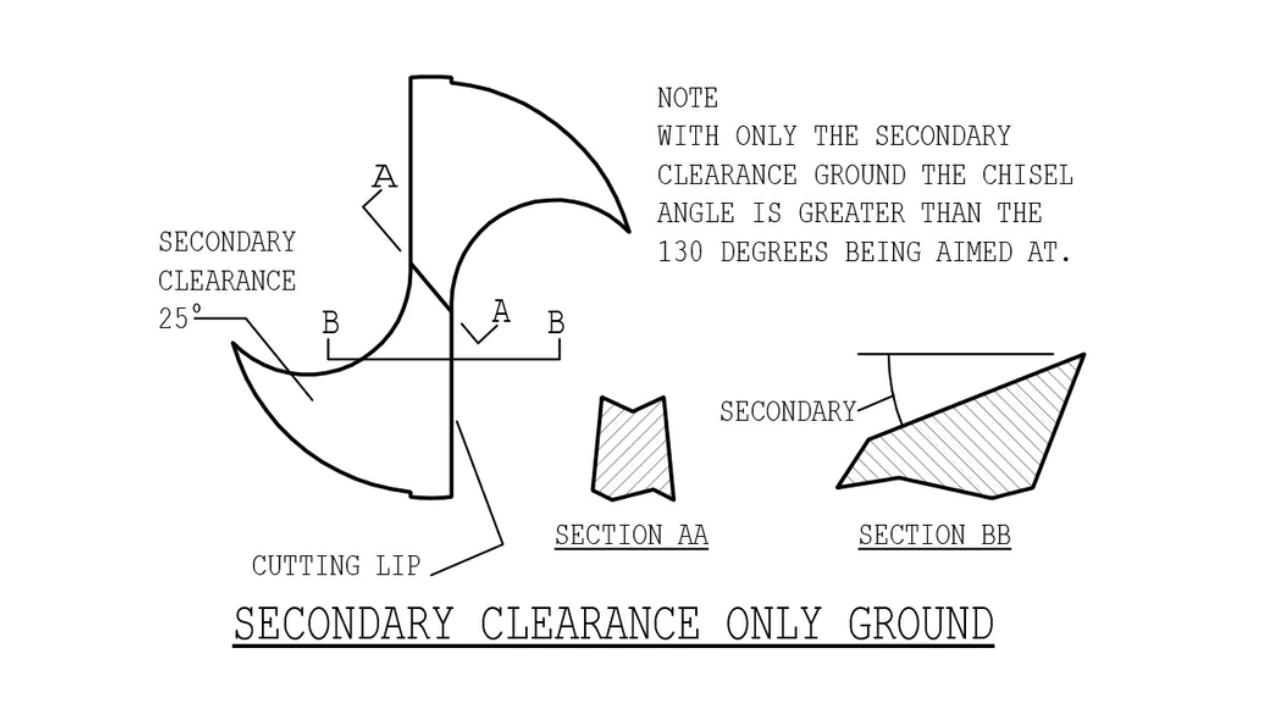 NOTE
WITH ONLY THE SECONDARY
CLEARANCE GROUND THE CHISEL
ANGLE IS GREATER THAN THE
130 DEGREES BEING AIMED AT.
A
SECONDARY
CLEARANCE
25°
B
A
B
SECONDARY
SECTION AA
SECTION BB
CUTTING LIP
SECONDARY CLEARANCE ONLY GROUND